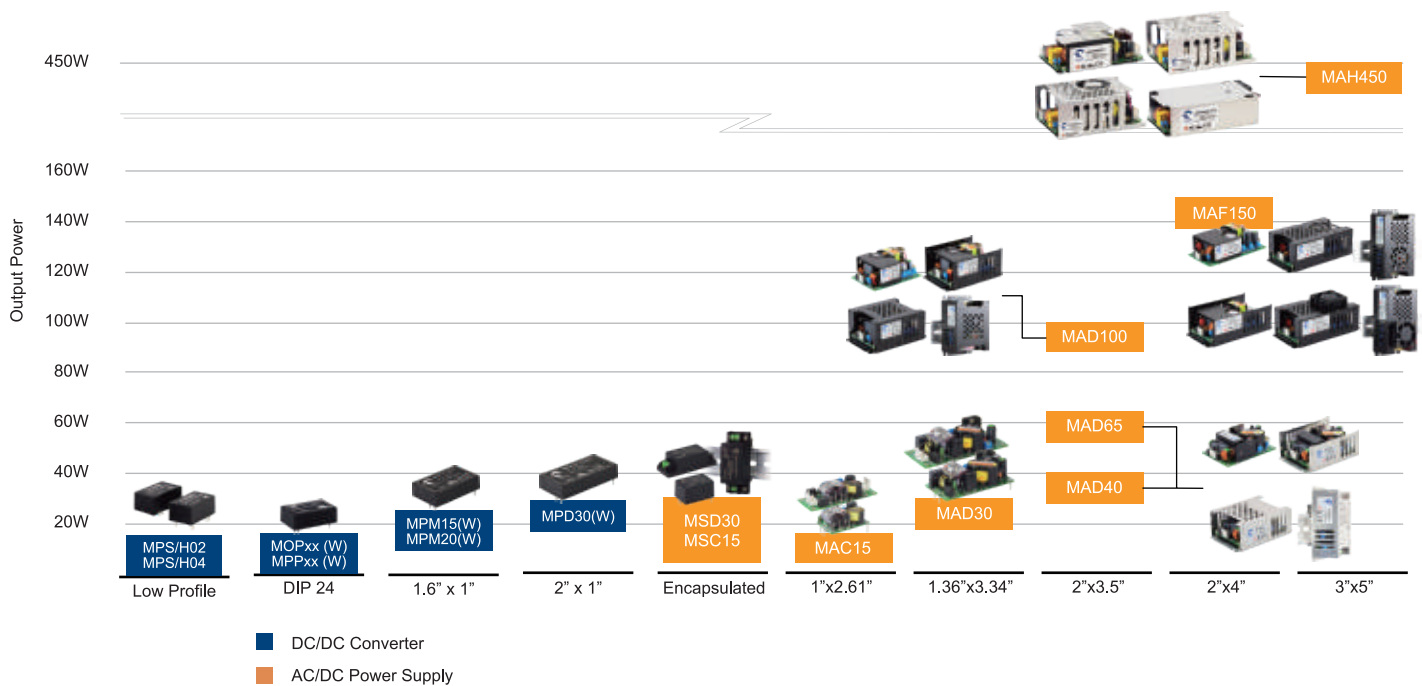 450W
MAH450
160W
140W
MAF150
120W
100W
MAD100
80W
60W
MAD65
40W
MAD40
20W
Output Power
MPS/H02
MPS/H04
MOPxx (W)
MPPxx (W)
MPM15(W)
MPM20(W)
MPD30(W)
MSD30
MSC15
MAC15
MAD30
Low Profile
DIP 24
1.6” x 1”
2” x 1”
Encapsulated
1”x2.61”
1.36”x3.34”
2”x3.5”
2”x4”
3”x5”
DC/DC Converter
AC/DC Power Supply